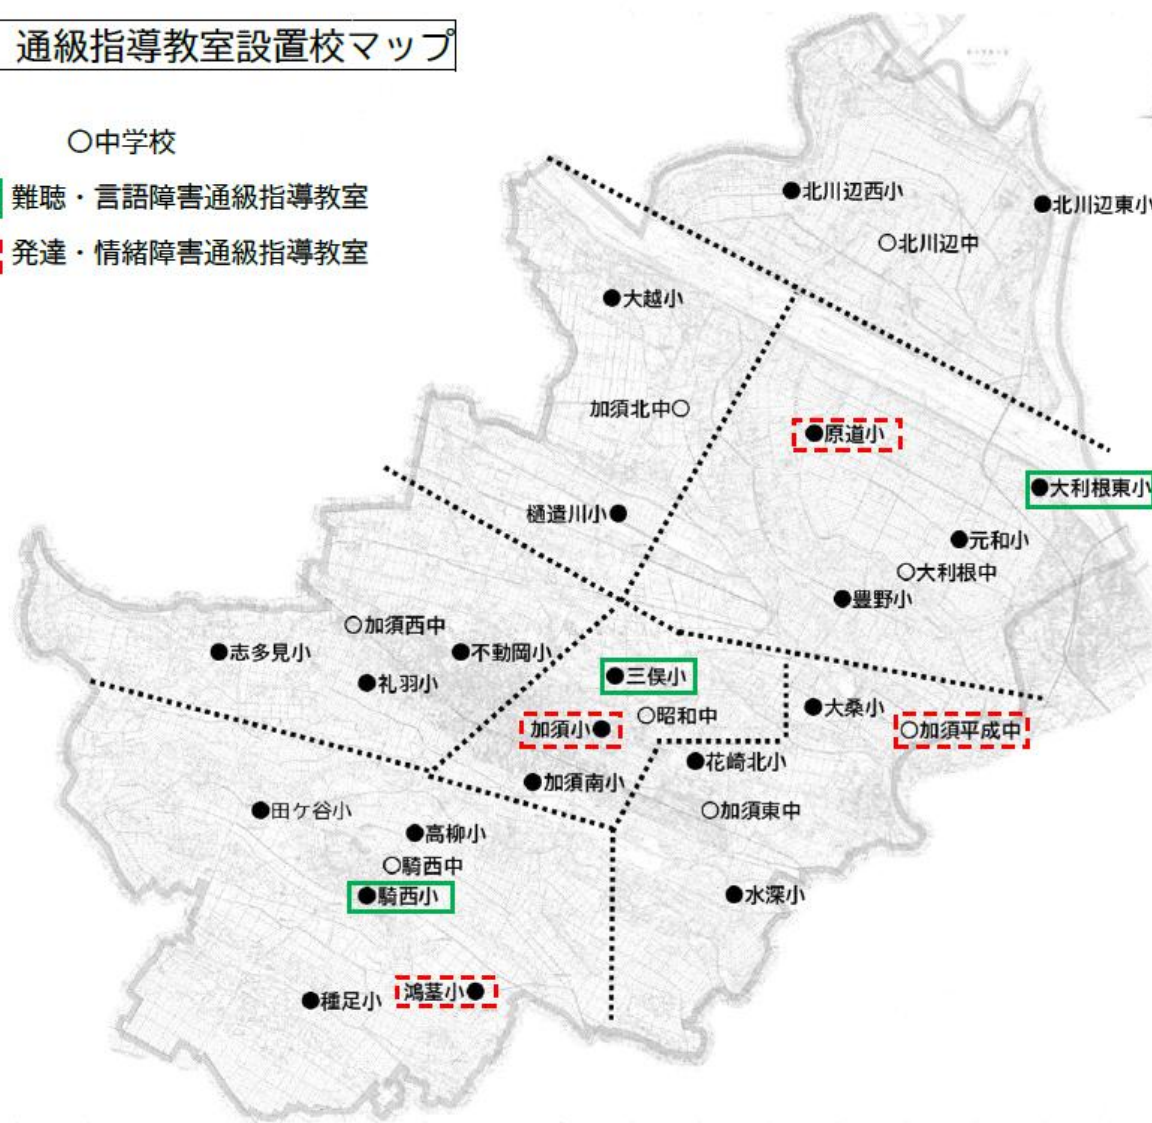 通級指導教室設置校マップ
○中学校
難聴・言語障害通級指導教室
発達・情緒障害通級指導教室
●北川辺西小
●北川辺東小
○北川辺中
●大越小
加須北中○
●原道小
●大利根東小
樋遣川小●
●元和小
○大利根中
●豊野小
○加須西中
●志多見小
●不動岡小
●礼羽小
●三俣小
○昭和中
●大桑小
加須小●
○加須平成中
●花崎北小
●加須南小
●田ケ谷小
○加須東中
●高柳小
○騎西中
●騎西小
●水深小
鴻茎小●
●種足小